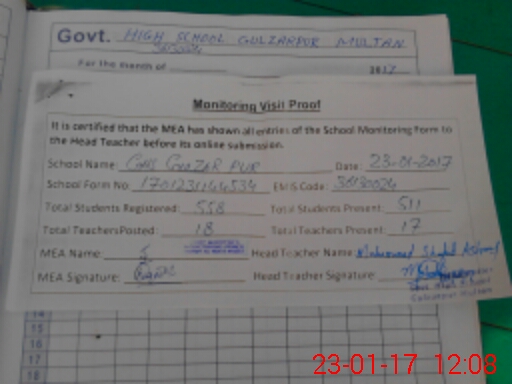 Govt. HIGH SCHOOL GULZARPUR MULTAN
For the month of 2017
Monitoring Visit Proof
It is certified that the MEA has shown all entries of the School Monitoring Form to
the Head Teacher before its online submission.
School Name: GHS GULZAR PUR Date: 23-01-2017
School Form No EMIS Code:
Total Students Registered: 558 Total Students Present: 511
Total Teachers Posted: 18 Total Teachers Present: 17
MEA Name: Head Teacher Name Muhammad
MEA Signature: Head Teacher Signature
15
16
17
18
23-01-17 12:08